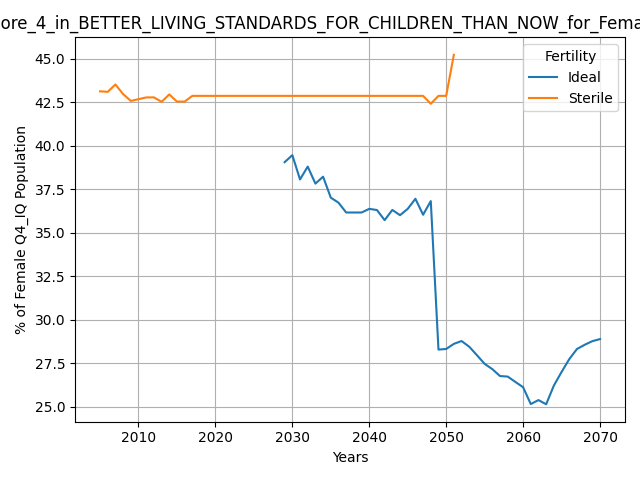 ore_4_in_BETTER_LIVING_STANDARDS_FOR_CHILDREN_THAN_NOW_for_Fema
Fertility
Ideal
Sterile
% of Female Q4_IQ Population
45.0
42.5
40.0
37.5
35.0
32.5
30.0
27.5
25.0
2010 2020 2030 2040 2050 2060 2070
Years